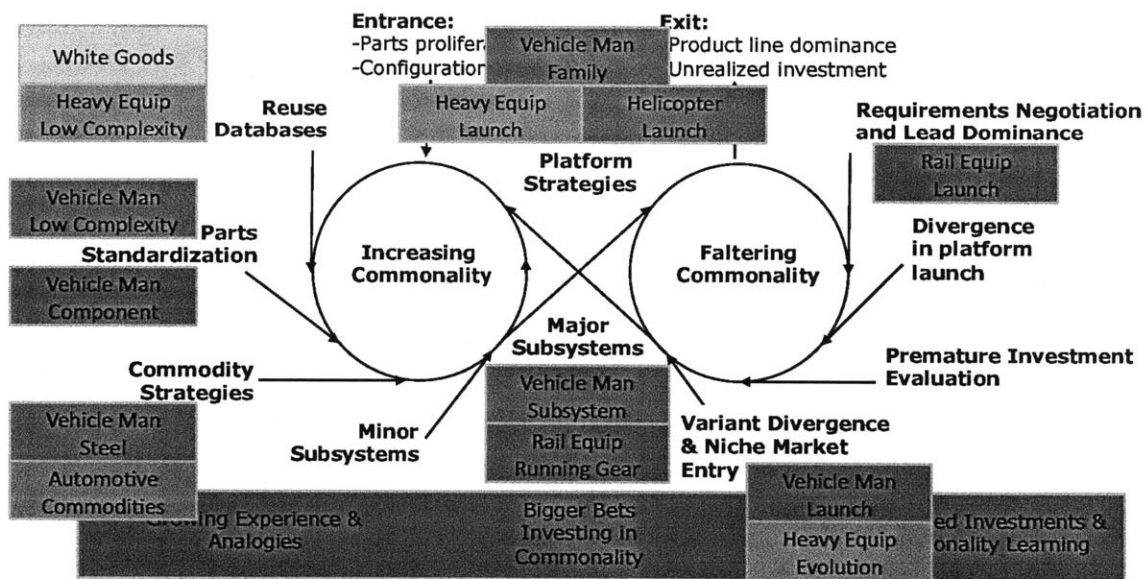 Entrance:
-Parts prolifera
-Configuration
Exit:
Product line dominance
Unrealized investment
Vehicle Man
Family
Heavy Equip
Launch
Helicopter
Launch
White Goods
Heavy Equip
Low Complexity
Reuse
Databases
Requirements Negotiation
and Lead Dominance
Rail Equip
Launch
Platform
Strategies
Vehicle Man
Low Complexity
Parts
Standardization
Vehicle Man
Component
Increasing
Commonality
Faltering
Commonality
Divergence
in platform
launch
Major
Subsystems
Commodity
Strategies
Premature Investment
Evaluation
Vehicle Man
Subsystem
Rail Equip
Running Gear
Vehicle Man
Steel
Automotive
Commodities
Minor
Subsystems
Variant Divergence
& Niche Market
Entry
Vehicle Man
Launch
Heavy Equip
Evolution
Growing Experience &
Analogies
Bigger Bets
Investing in
Commonality
ed Investments &
onality Learning